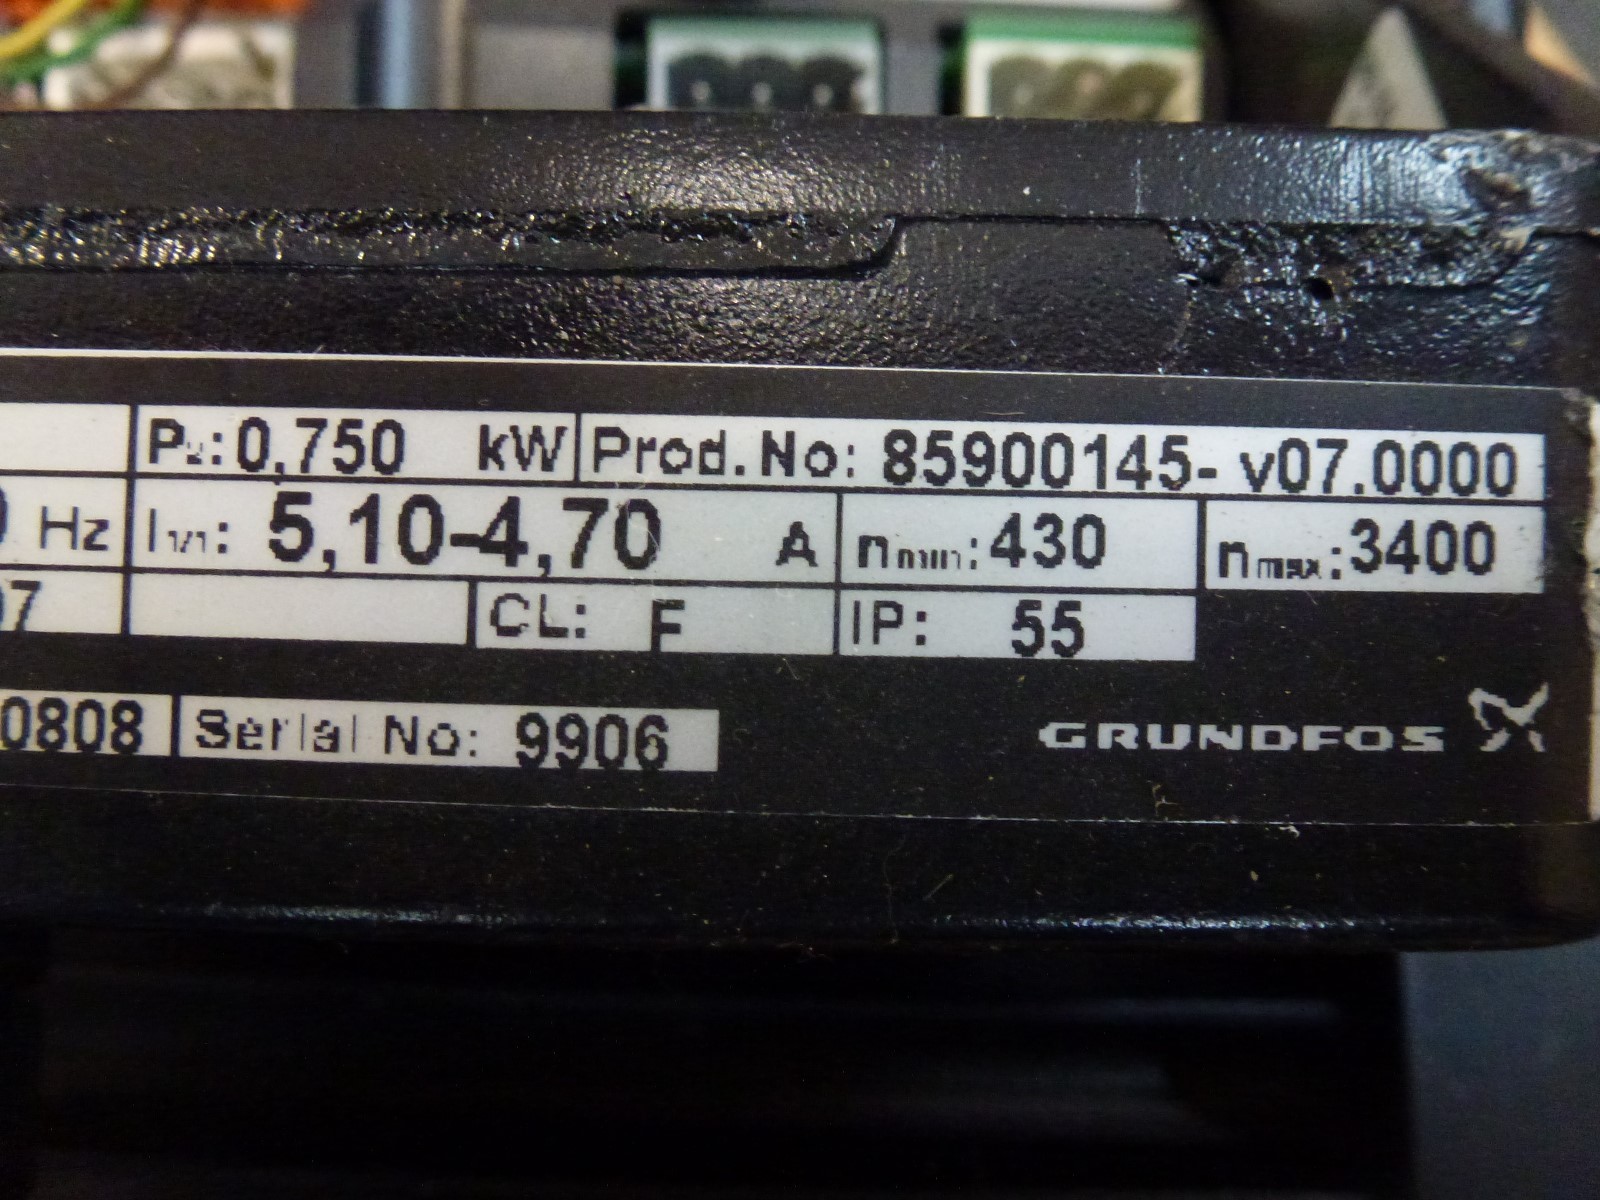 P₂: 0,750 kW Prod. No: 85900145- v07.0000
Hz I₁/₁: 5,10-4,70 A nmin: 430 nmax: 3400
07 CL: F IP: 55
0808 Serial No: 9906
GRUNDFOS